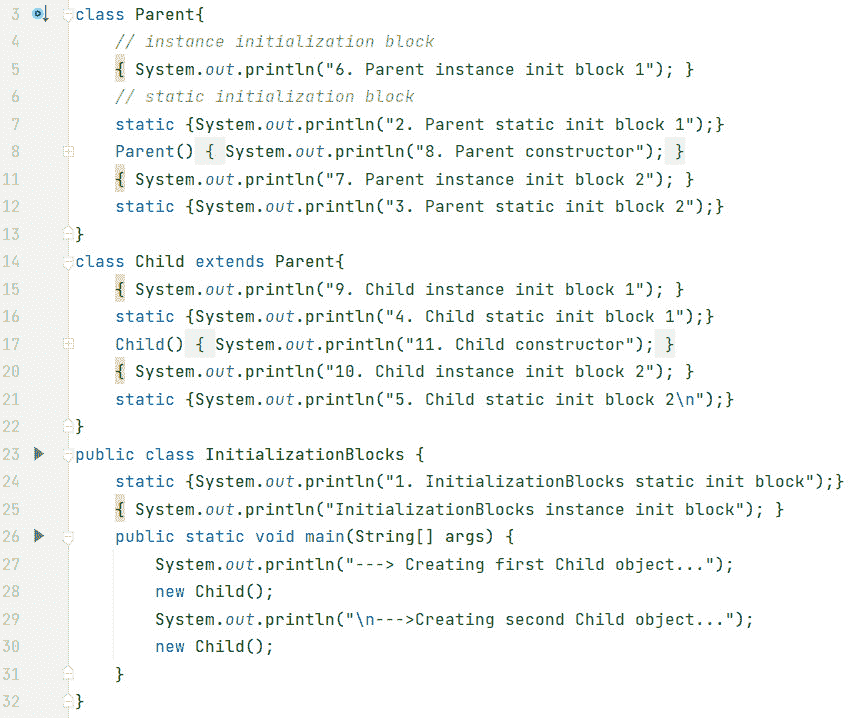 3 class Parent{
4 // instance initialization block
5 { System.out.println("6. Parent instance init block 1"); }
6 // static initialization block
7 static {System.out.println("2. Parent static init block 1");}
8 Parent() { System.out.println("8. Parent constructor"); }
11 { System.out.println("7. Parent instance init block 2"); }
12 static {System.out.println("3. Parent static init block 2");}
13 }
14 class Child extends Parent{
15 { System.out.println("9. Child instance init block 1"); }
16 static {System.out.println("4. Child static init block 1");}
17 Child() { System.out.println("11. Child constructor"); }
20 { System.out.println("10. Child instance init block 2"); }
21 static {System.out.println("5. Child static init block 2\n");}
22 }
23 public class InitializationBlocks {
24 static {System.out.println("1. InitializationBlocks static init block");}
25 { System.out.println("InitializationBlocks instance init block"); }
26 public static void main(String[] args) {
27 System.out.println("---> Creating first Child object...");
28 new Child();
29 System.out.println("\n--->Creating second Child object...");
30 new Child();
31 }
32 }